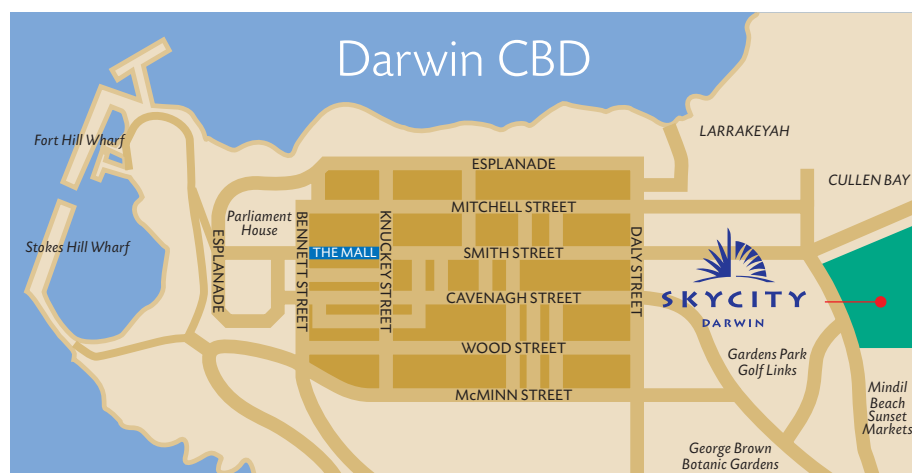 Darwin CBD
Fort Hill Wharf
LARRAKEYAH
ESPLANADE
CULLEN BAY
MITCHELL STREET
Parliament
House
Stokes Hill Wharf
ESPLANADE
BENNETT STREET
THE MALL
KNUCKEY STREET
SMITH STREET
DALY STREET
SKYCITY
DARWIN
CAVENAGH STREET
WOOD STREET
Gardens Park
Golf Links
McMINN STREET
Mindil
Beach
Sunset
Markets
George Brown
Botanic Gardens